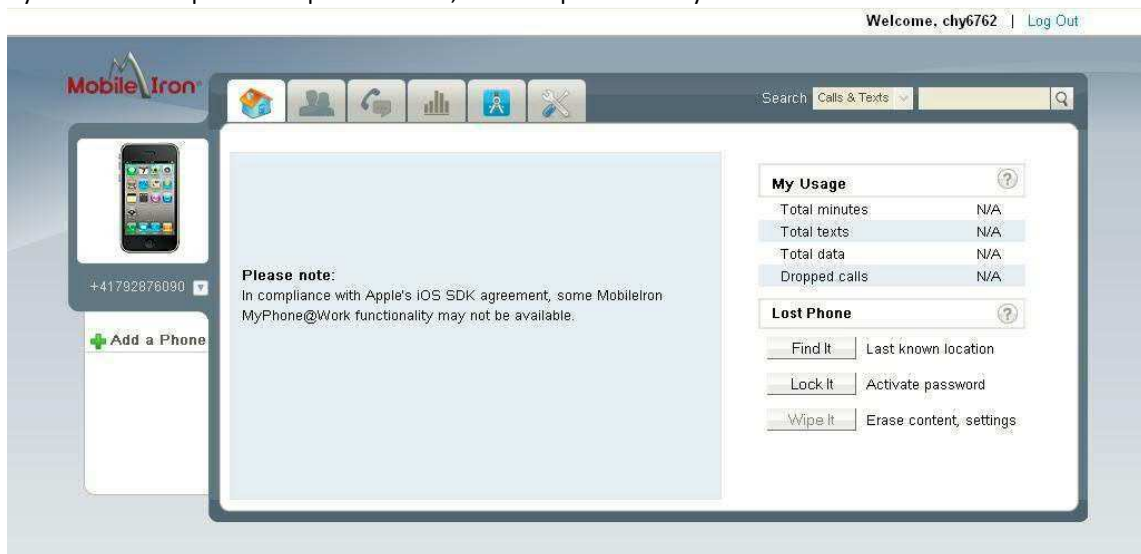 Welcome, chy6762 | Log Out
MobileIron
Search Calls & Texts
+41792876090
Add a Phone
Please note:
In compliance with Apple's iOS SDK agreement, some MobileIron
MyPhone@Work functionality may not be available.
My Usage ?
Total minutes N/A
Total texts N/A
Total data N/A
Dropped calls N/A
Lost Phone ?
Find It Last known location
Lock It Activate password
Wipe It Erase content, settings